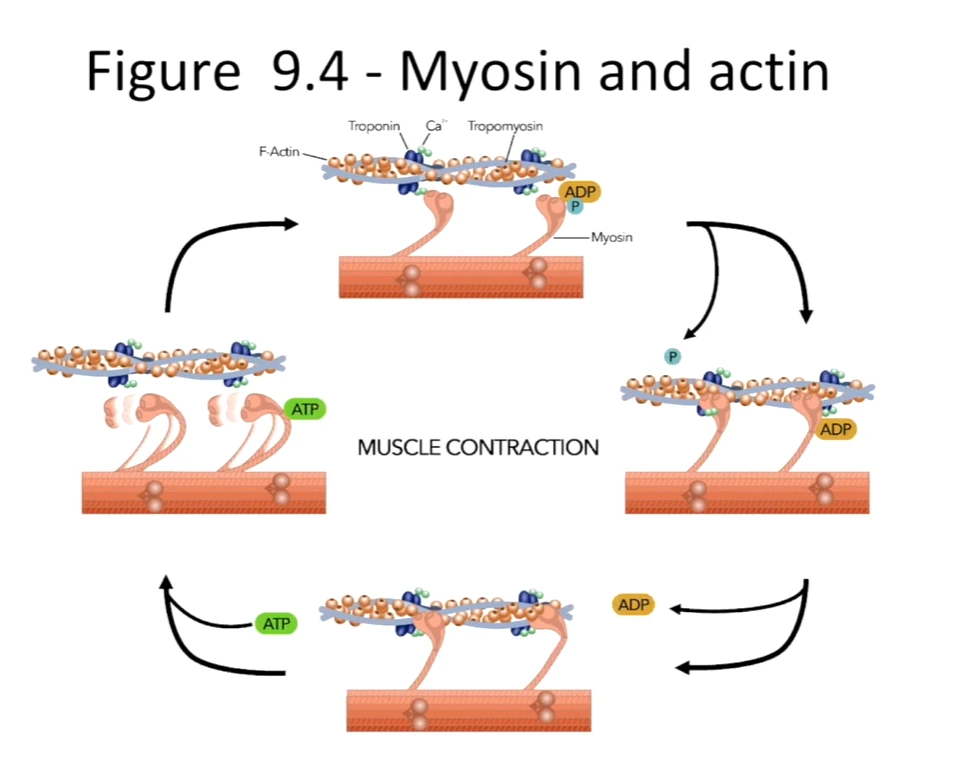 Figure 9.4 - Myosin and actin
Troponin Ca²⁺ Tropomyosin
F-Actin
ADP
P
Myosin
P
ATP
ADP
MUSCLE CONTRACTION
ADP
ATP